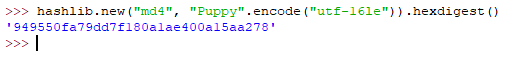 >>> hashlib.new("md4", "Puppy".encode("utf-16le")).hexdigest()
'949550fa79dd7f180a1ae400a15aa278'
>>>